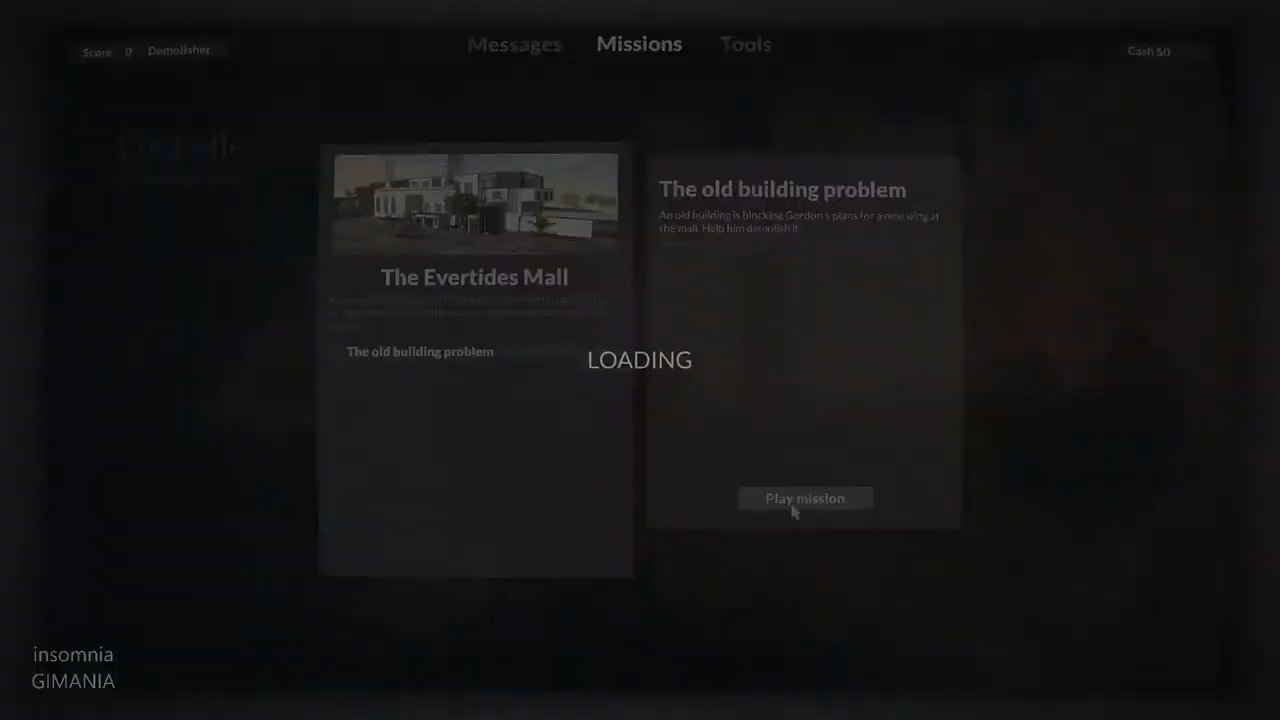 Score 0 Demolisher
Messages Missions Tools
Cash $0
The Evertides Mall
The old building problem
The old building problem
An old building is blocking Gordon's plans for a new wing at
the mall. Help him demolish it.
LOADING
Play mission
insomnia
GIMANIA